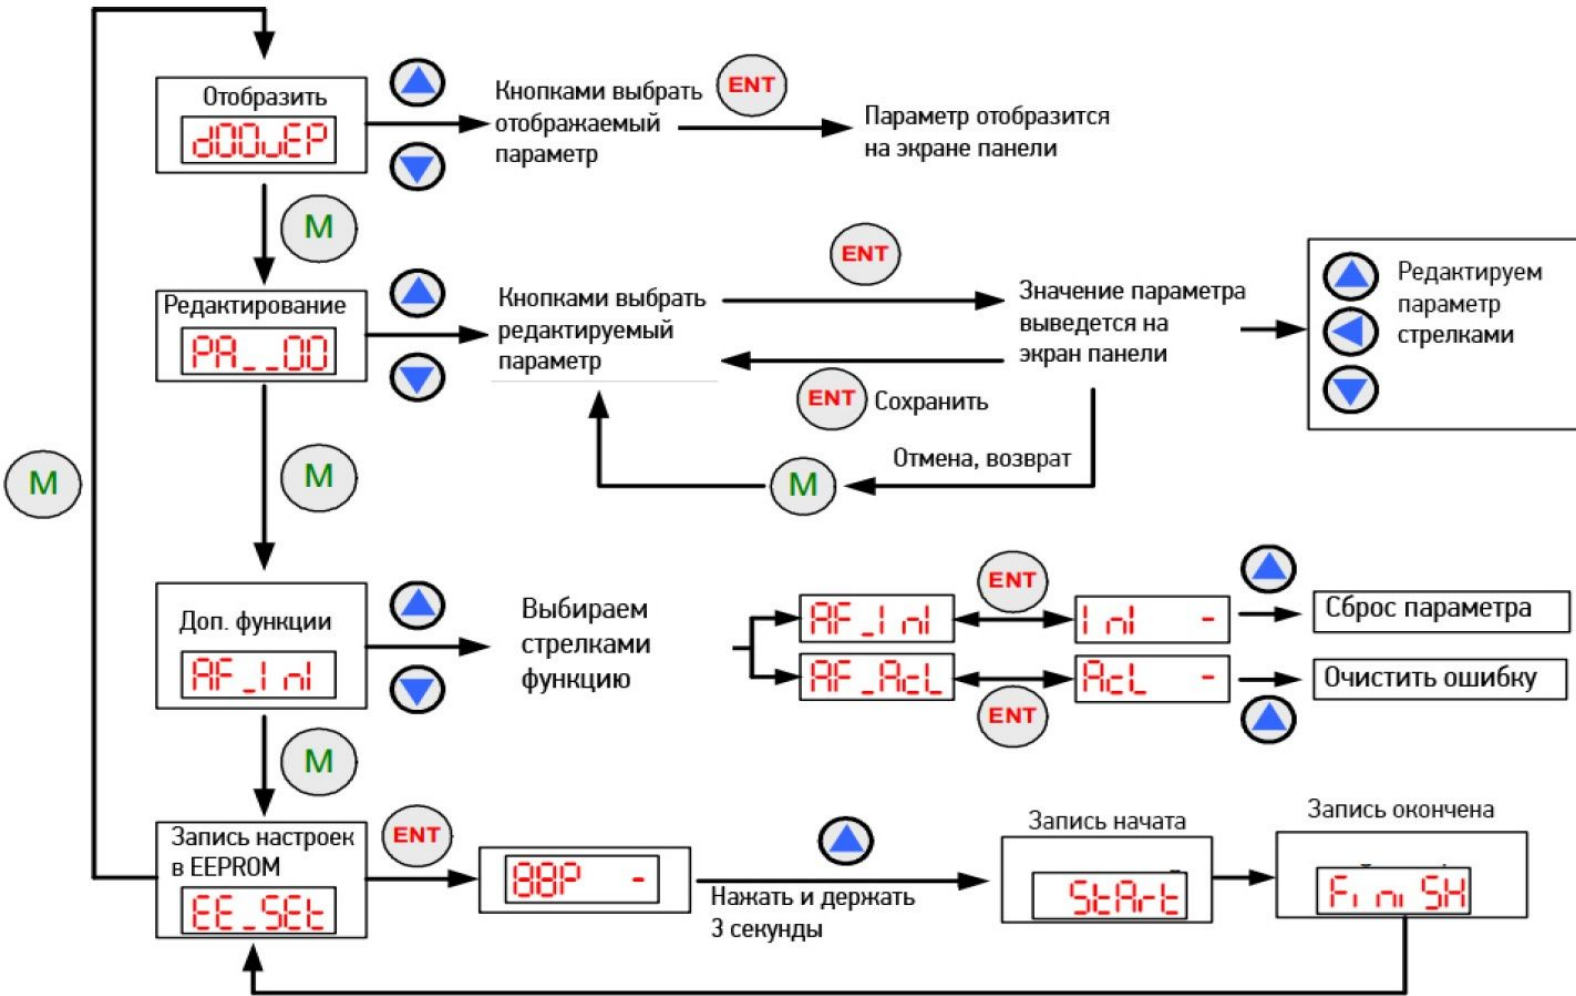 Отобразить
d00uEP
Кнопками выбрать
отображаемый
параметр
ENT
Параметр отобразится
на экране панели
M
Редактирование
PA__00
Кнопками выбрать
редактируемый
параметр
ENT
Значение параметра
выведется на
экран панели
Редактируем
параметр
стрелками
ENT Сохранить
Отмена, возврат
M
M
M
Доп. функции
AF_InI
Выбираем
стрелками
функцию
AF_InI
ENT
InI -
Сброс параметра
AF_AcL
ENT
AcL -
Очистить ошибку
M
Запись настроек
в EEPROM
EE_SEt
ENT
88P -
Нажать и держать
3 секунды
Запись начата
StArt
Запись окончена
FiniSH